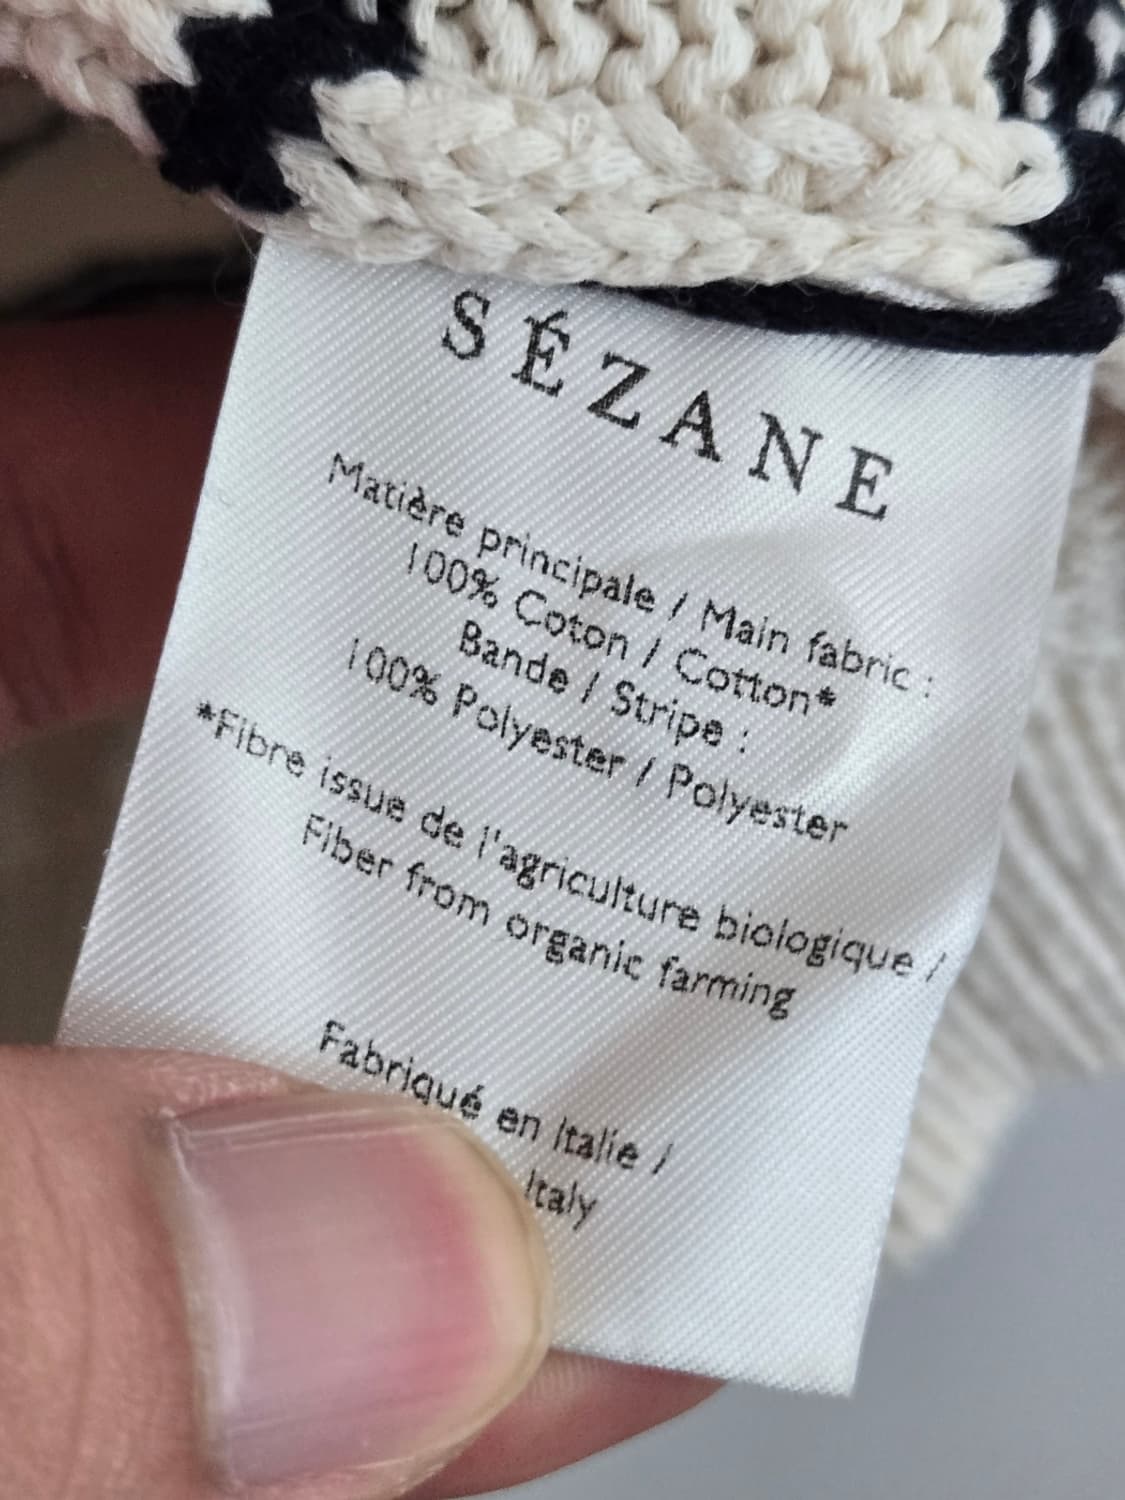 SÉZANE
Matière principale / Main fabric :
100% Coton / Cotton*
Bande / Stripe :
100% Polyester / Polyester
*Fibre issue de l'agriculture biologique /
Fiber from organic farming
Fabriqué en Italie /
Italy